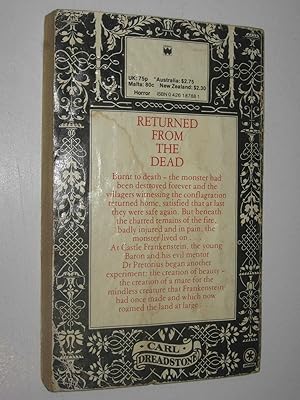 UK: 75p *Australia: $2.75
Malta: 80c New Zealand: $2.30
Horror ISBN 0 426 18788 1
RETURNED
FROM
THE
DEAD
Burnt to death – the monster had
been destroyed forever and the
villagers witnessing the conflagration
returned home, satisfied that at last
they were safe again. But beneath
the charred remains of the fire,
badly injured and in pain, the
monster lived on . .
At Castle Frankenstein, the young
Baron and his evil mentor
Dr Pretorius began another
experiment: the creation of beauty –
the creation of a mate for the
mindless creature that Frankenstein
had once made and which now
roamed the land at large.
CARL
DREADSTONE